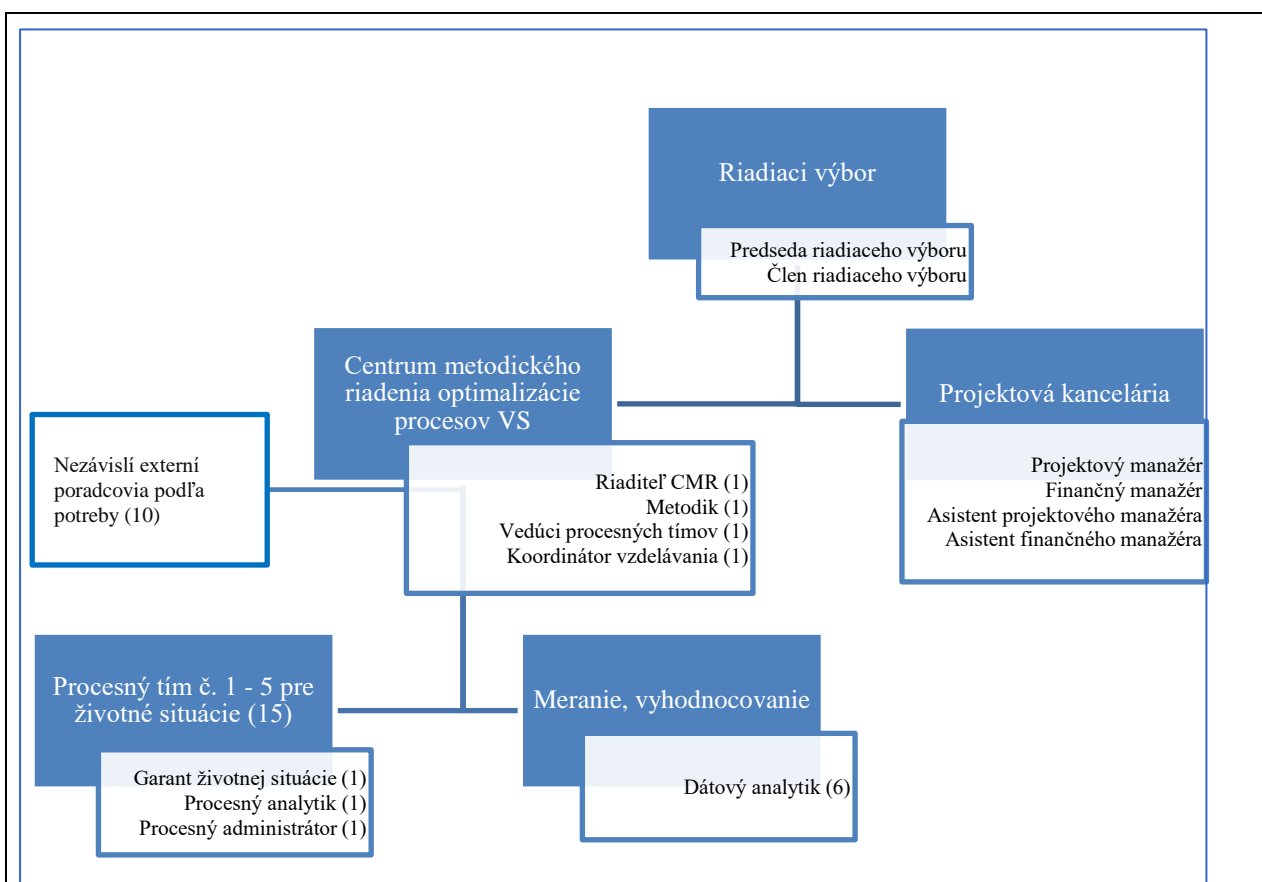 Riadiaci výbor
Predseda riadiaceho výboru
Člen riadiaceho výboru
Centrum metodického
riadenia optimalizácie
procesov VS
Riaditeľ CMR (1)
Metodik (1)
Vedúci procesných tímov (1)
Koordinátor vzdelávania (1)
Projektová kancelária
Projektový manažér
Finančný manažér
Asistent projektového manažéra
Asistent finančného manažéra
Nezávislí externí
poradcovia podľa
potreby (10)
Procesný tím č. 1 - 5 pre
životné situácie (15)
Garant životnej situácie (1)
Procesný analytik (1)
Procesný administrátor (1)
Meranie, vyhodnocovanie
Dátový analytik (6)